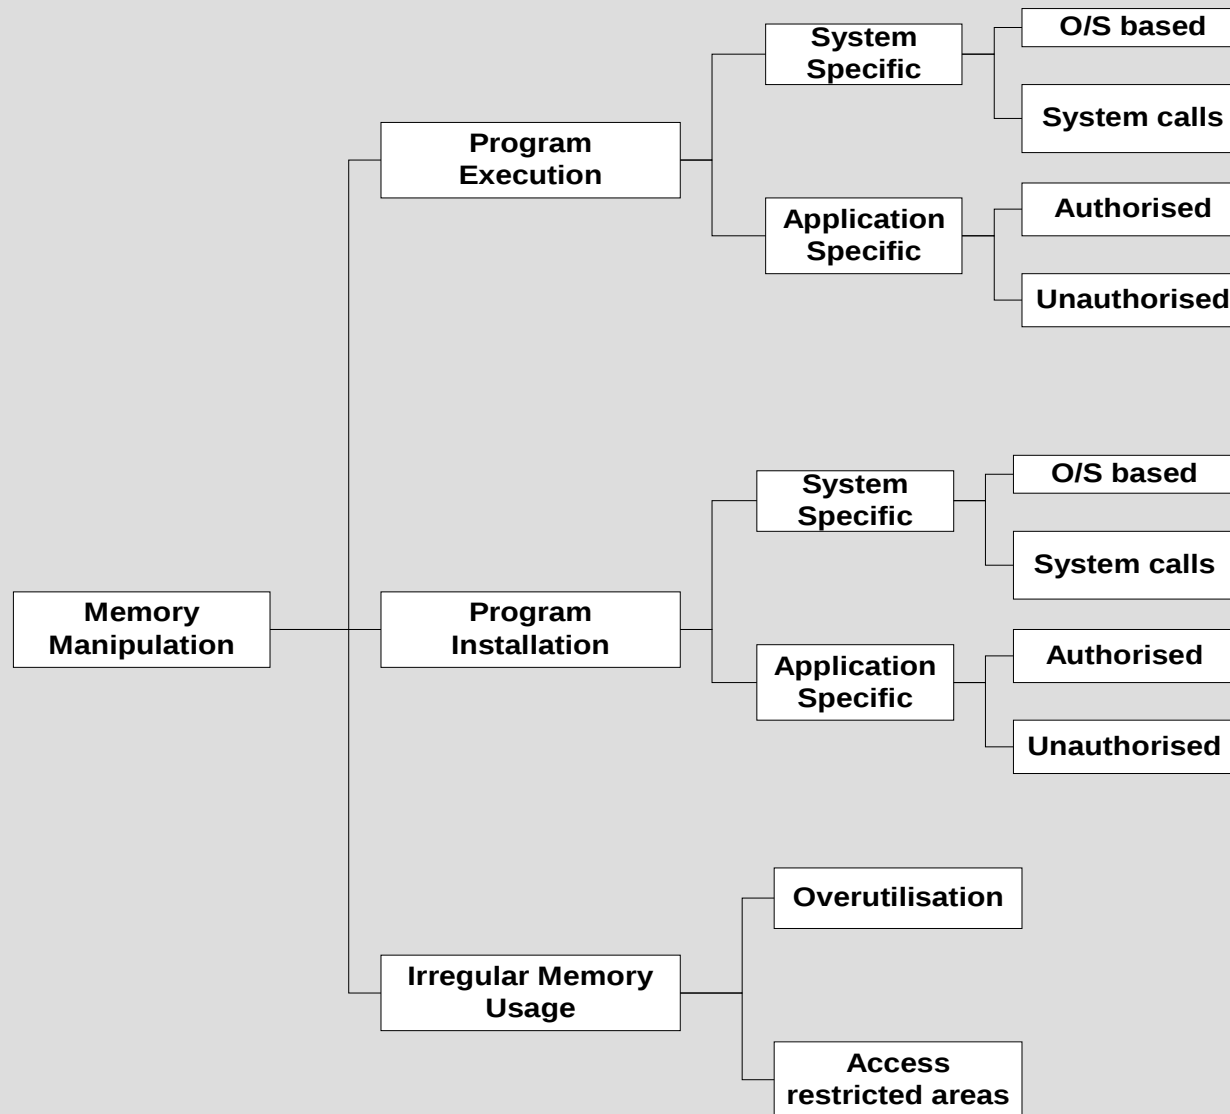 System
Specific
O/S based
System calls
Program
Execution
Application
Specific
Authorised
Unauthorised
System
Specific
O/S based
System calls
Memory
Manipulation
Program
Installation
Application
Specific
Authorised
Unauthorised
Overutilisation
Irregular Memory
Usage
Access
restricted areas